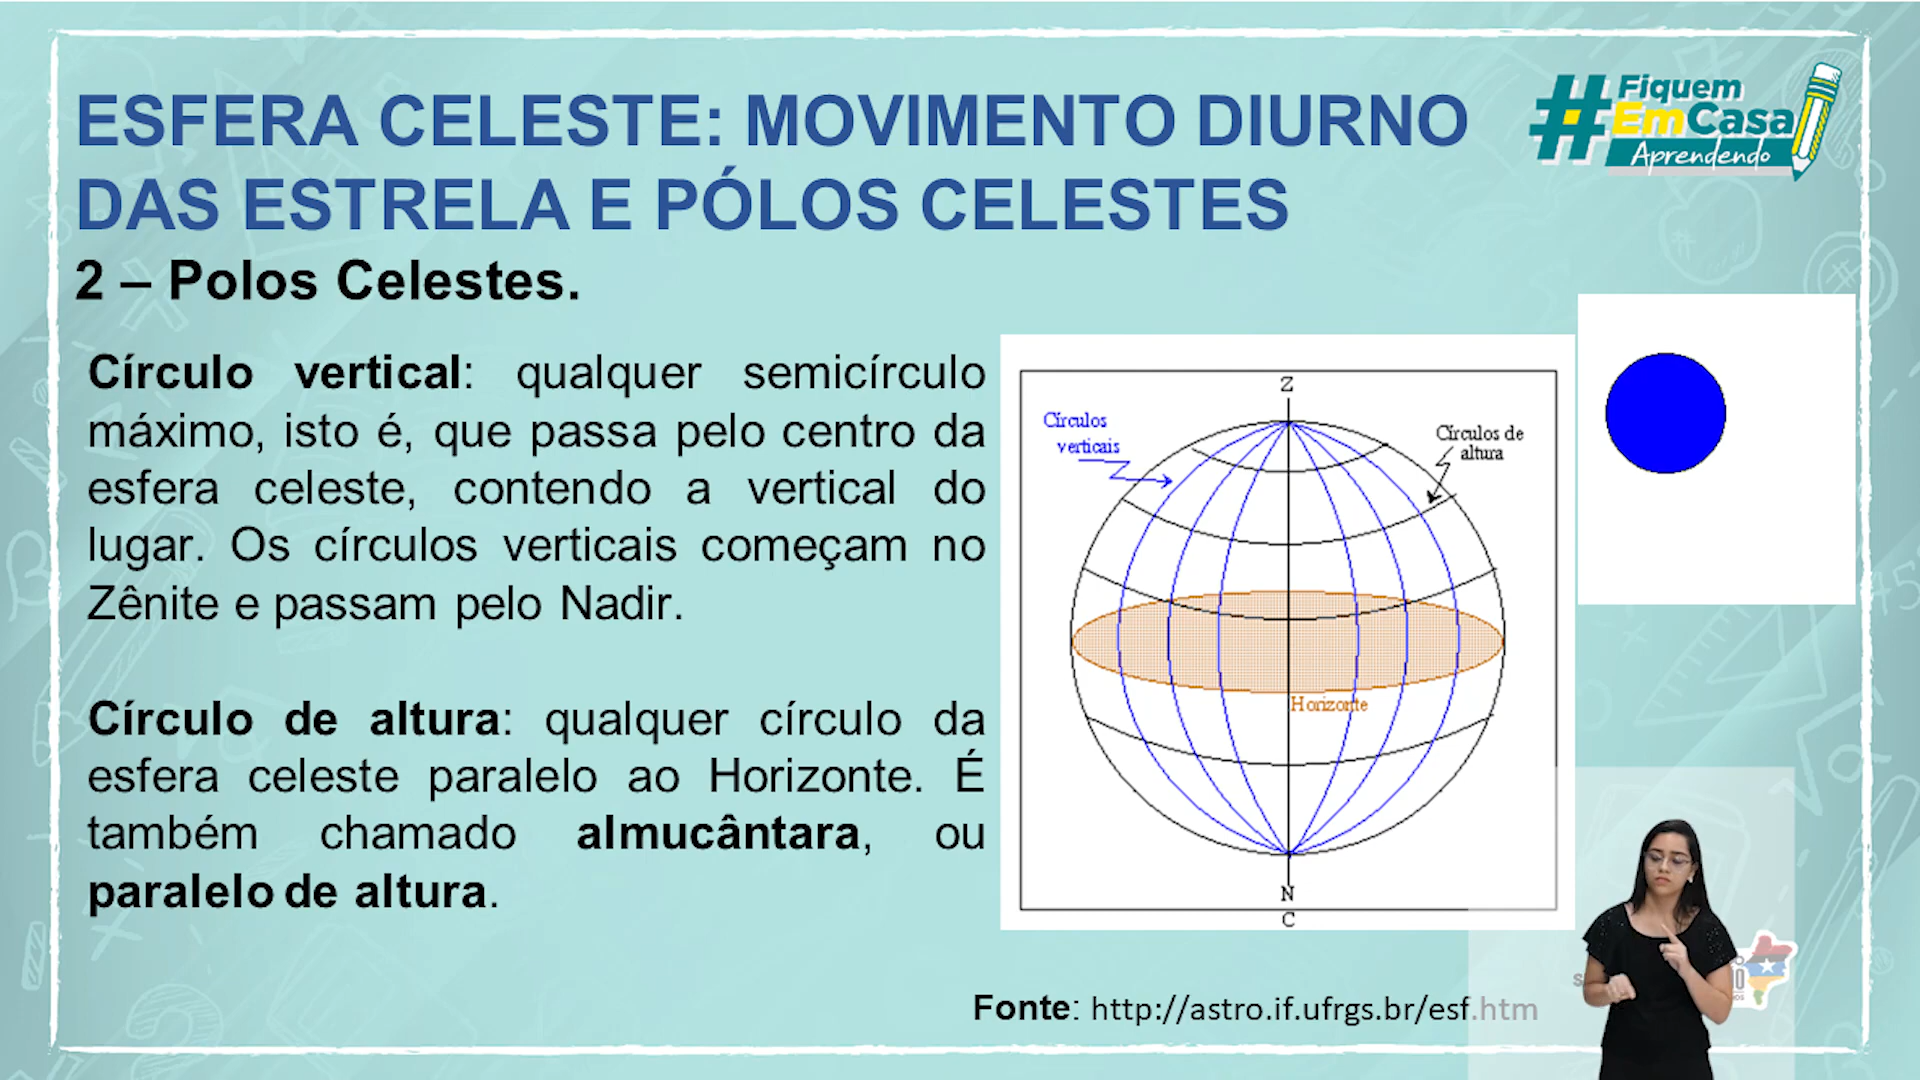 ESFERA CELESTE: MOVIMENTO DIURNO
DAS ESTRELA E PÓLOS CELESTES
#Fiquem
EmCasa
Aprendendo
2 – Polos Celestes.
Círculo vertical: qualquer semicírculo
máximo, isto é, que passa pelo centro da
esfera celeste, contendo a vertical do
lugar. Os círculos verticais começam no
Zênite e passam pelo Nadir.
Círculo de altura: qualquer círculo da
esfera celeste paralelo ao Horizonte. É
também chamado almucântara, ou
paralelo de altura.
Z
Círculos
verticais
Círculos de
altura
Horizonte
N
C
Fonte: http://astro.if.ufrgs.br/esf.htm